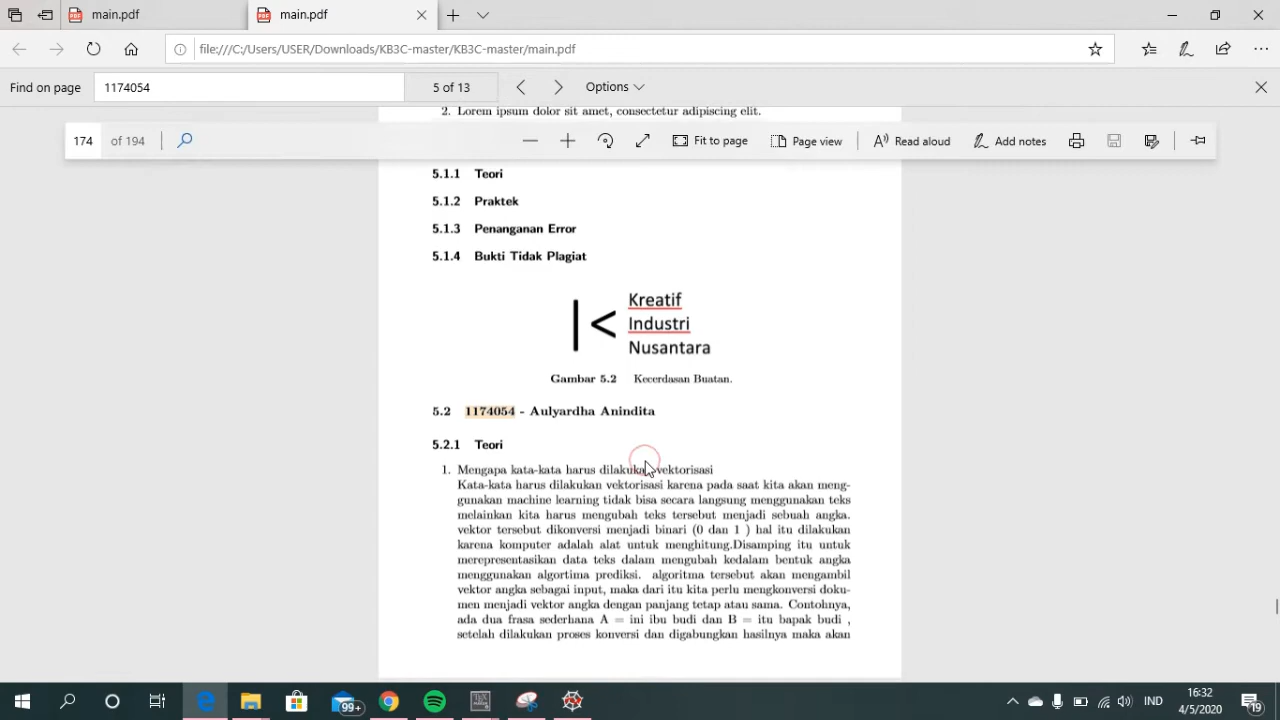 main.pdf
main.pdf
file:///C:/Users/USER/Downloads/KB3C-master/KB3C-master/main.pdf
Find on page
1174054
5 of 13
Options
2. Lorem ipsum dolor sit amet, consectetur adipiscing elit.
174 of 194
Fit to page
Page view
Read aloud
Add notes
5.1.1 Teori
5.1.2 Praktek
5.1.3 Penanganan Error
5.1.4 Bukti Tidak Plagiat
|< Kreatif
Industri
Nusantara
Gambar 5.2 Kecerdasan Buatan.
5.2 1174054 - Aulyardha Anindita
5.2.1 Teori
1. Mengapa kata-kata harus dilakukan vektorisasi
Kata-kata harus dilakukan vektorisasi karena pada saat kita akan meng-
gunakan machine learning tidak bisa secara langsung menggunakan teks
melainkan kita harus mengubah teks tersebut menjadi sebuah angka.
vektor tersebut dikonversi menjadi binari (0 dan 1 ) hal itu dilakukan
karena komputer adalah alat untuk menghitung.Disamping itu untuk
merepresentasikan data teks dalam mengubah kedalam bentuk angka
menggunakan algortima prediksi. algoritma tersebut akan mengambil
vektor angka sebagai input, maka dari itu kita perlu mengkonversi doku-
men menjadi vektor angka dengan panjang tetap atau sama. Contohnya,
ada dua frasa sederhana A = ini ibu budi dan B = itu bapak budi ,
setelah dilakukan proses konversi dan digabungkan hasilnya maka akan
99+
IND
16:32
4/5/2020
19